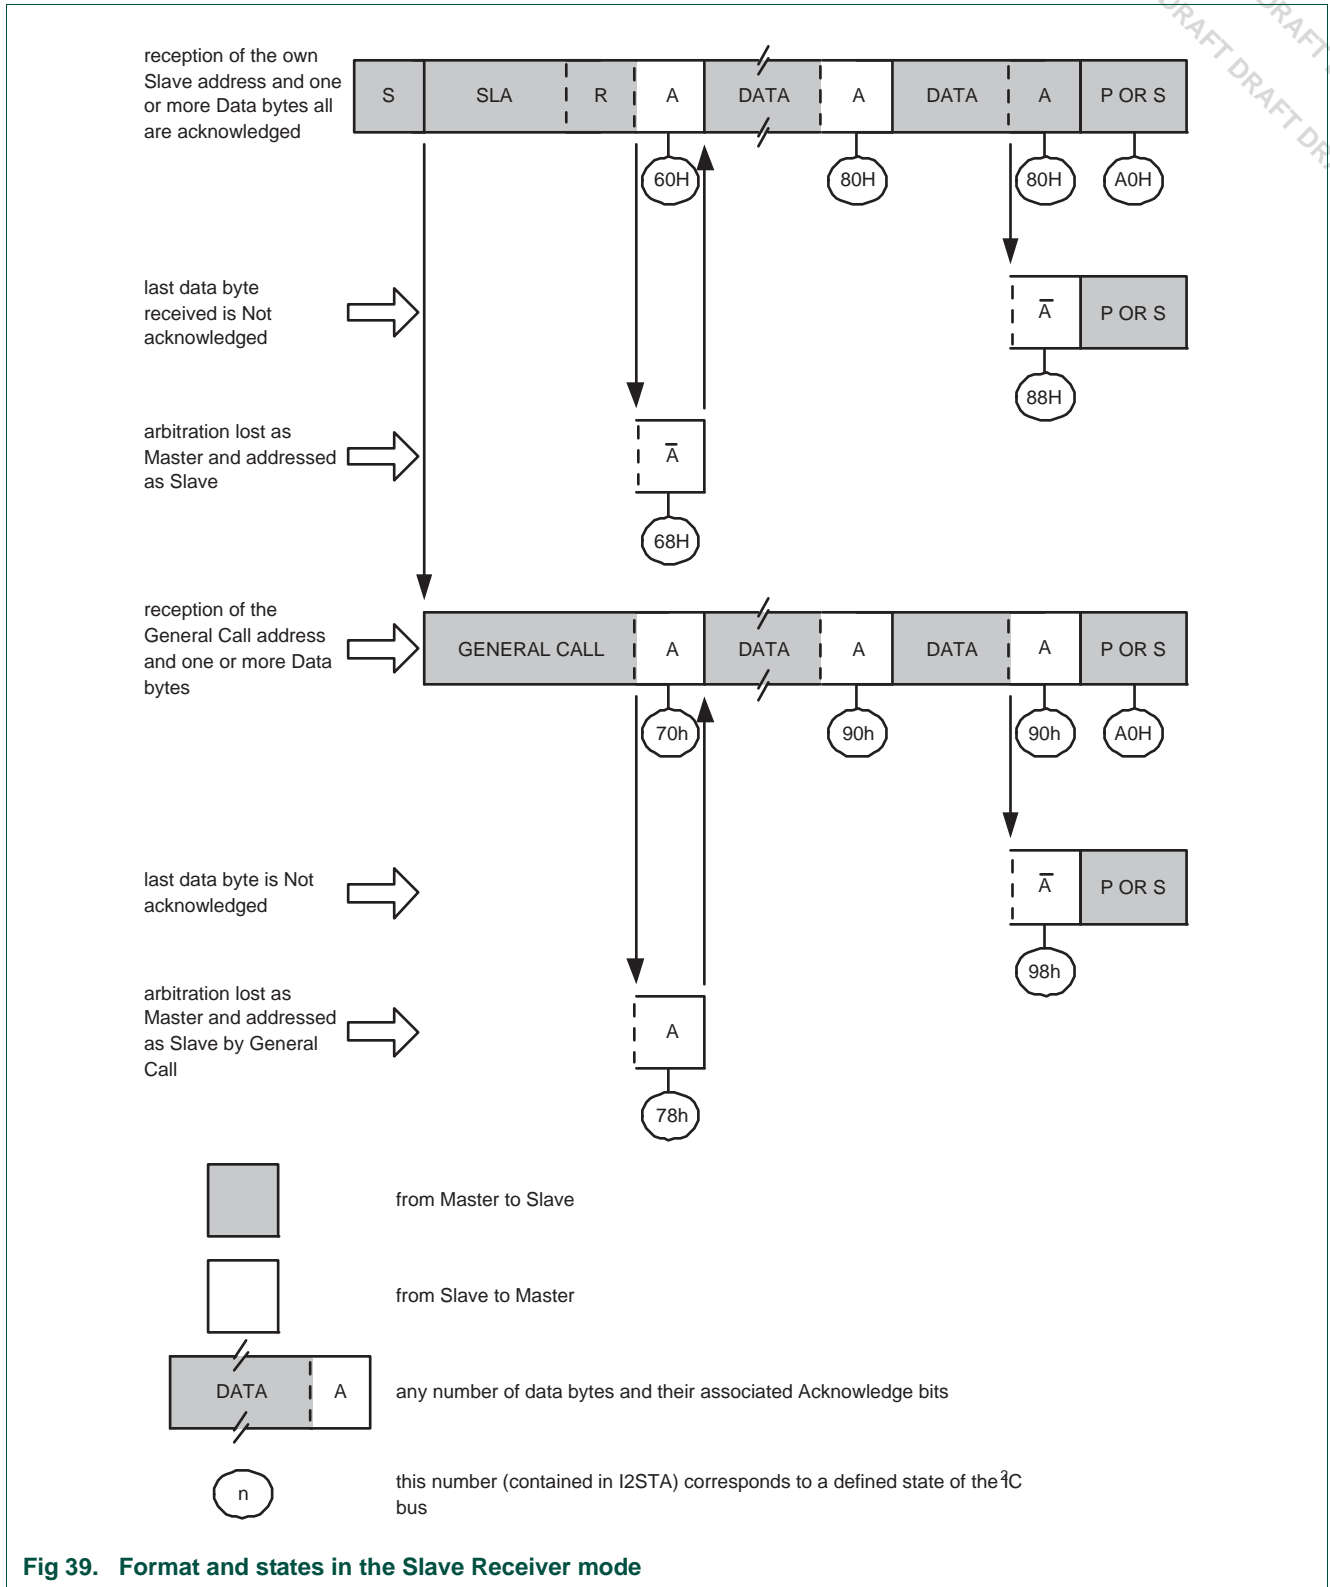 DRAFT DRAFT DRA
DRAFT
reception of the own
Slave address and one
or more Data bytes all
are acknowledged
S SLA R A DATA A DATA A P OR S
60H 80H 80H A0H
last data byte
received is Not
acknowledged
A̅ P OR S
88H
arbitration lost as
Master and addressed
as Slave
A̅
68H
reception of the
General Call address
and one or more Data
bytes
GENERAL CALL A DATA A DATA A P OR S
70h 90h 90h A0H
last data byte is Not
acknowledged
A̅ P OR S
98h
arbitration lost as
Master and addressed
as Slave by General
Call
A
78h
from Master to Slave
from Slave to Master
DATA A any number of data bytes and their associated Acknowledge bits
n
this number (contained in I2STA) corresponds to a defined state of the I²C
bus
Fig 39. Format and states in the Slave Receiver mode